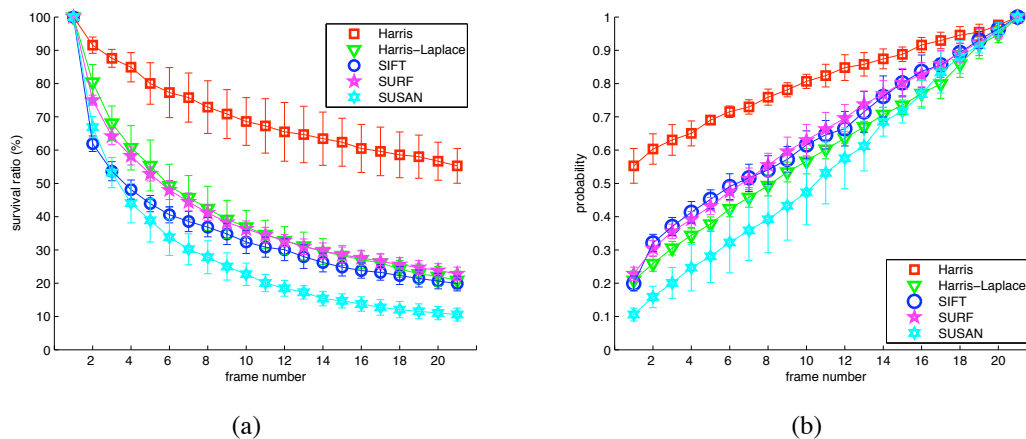 100
90
80
70
60
50
40
30
20
10
0
survival ratio (%)
2 4 6 8 10 12 14 16 18 20
frame number
Harris
Harris-Laplace
SIFT
SURF
SUSAN
(a)
1
0.9
0.8
0.7
0.6
0.5
0.4
0.3
0.2
0.1
0
probability
2 4 6 8 10 12 14 16 18 20
frame number
Harris
Harris-Laplace
SIFT
SURF
SUSAN
(b)